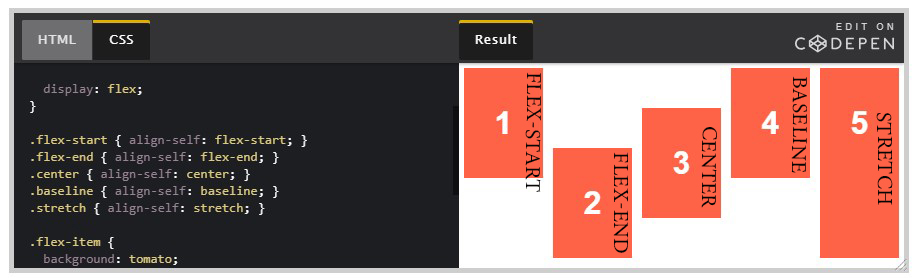 HTML
CSS
Result
EDIT ON
CODEPEN
display: flex;
}
.flex-start { align-self: flex-start; }
.flex-end { align-self: flex-end; }
.center { align-self: center; }
.baseline { align-self: baseline; }
.stretch { align-self: stretch; }
.flex-item {
background: tomato;
1
FLEX-START
2
FLEX-END
3
CENTER
4
BASELINE
5
STRETCH